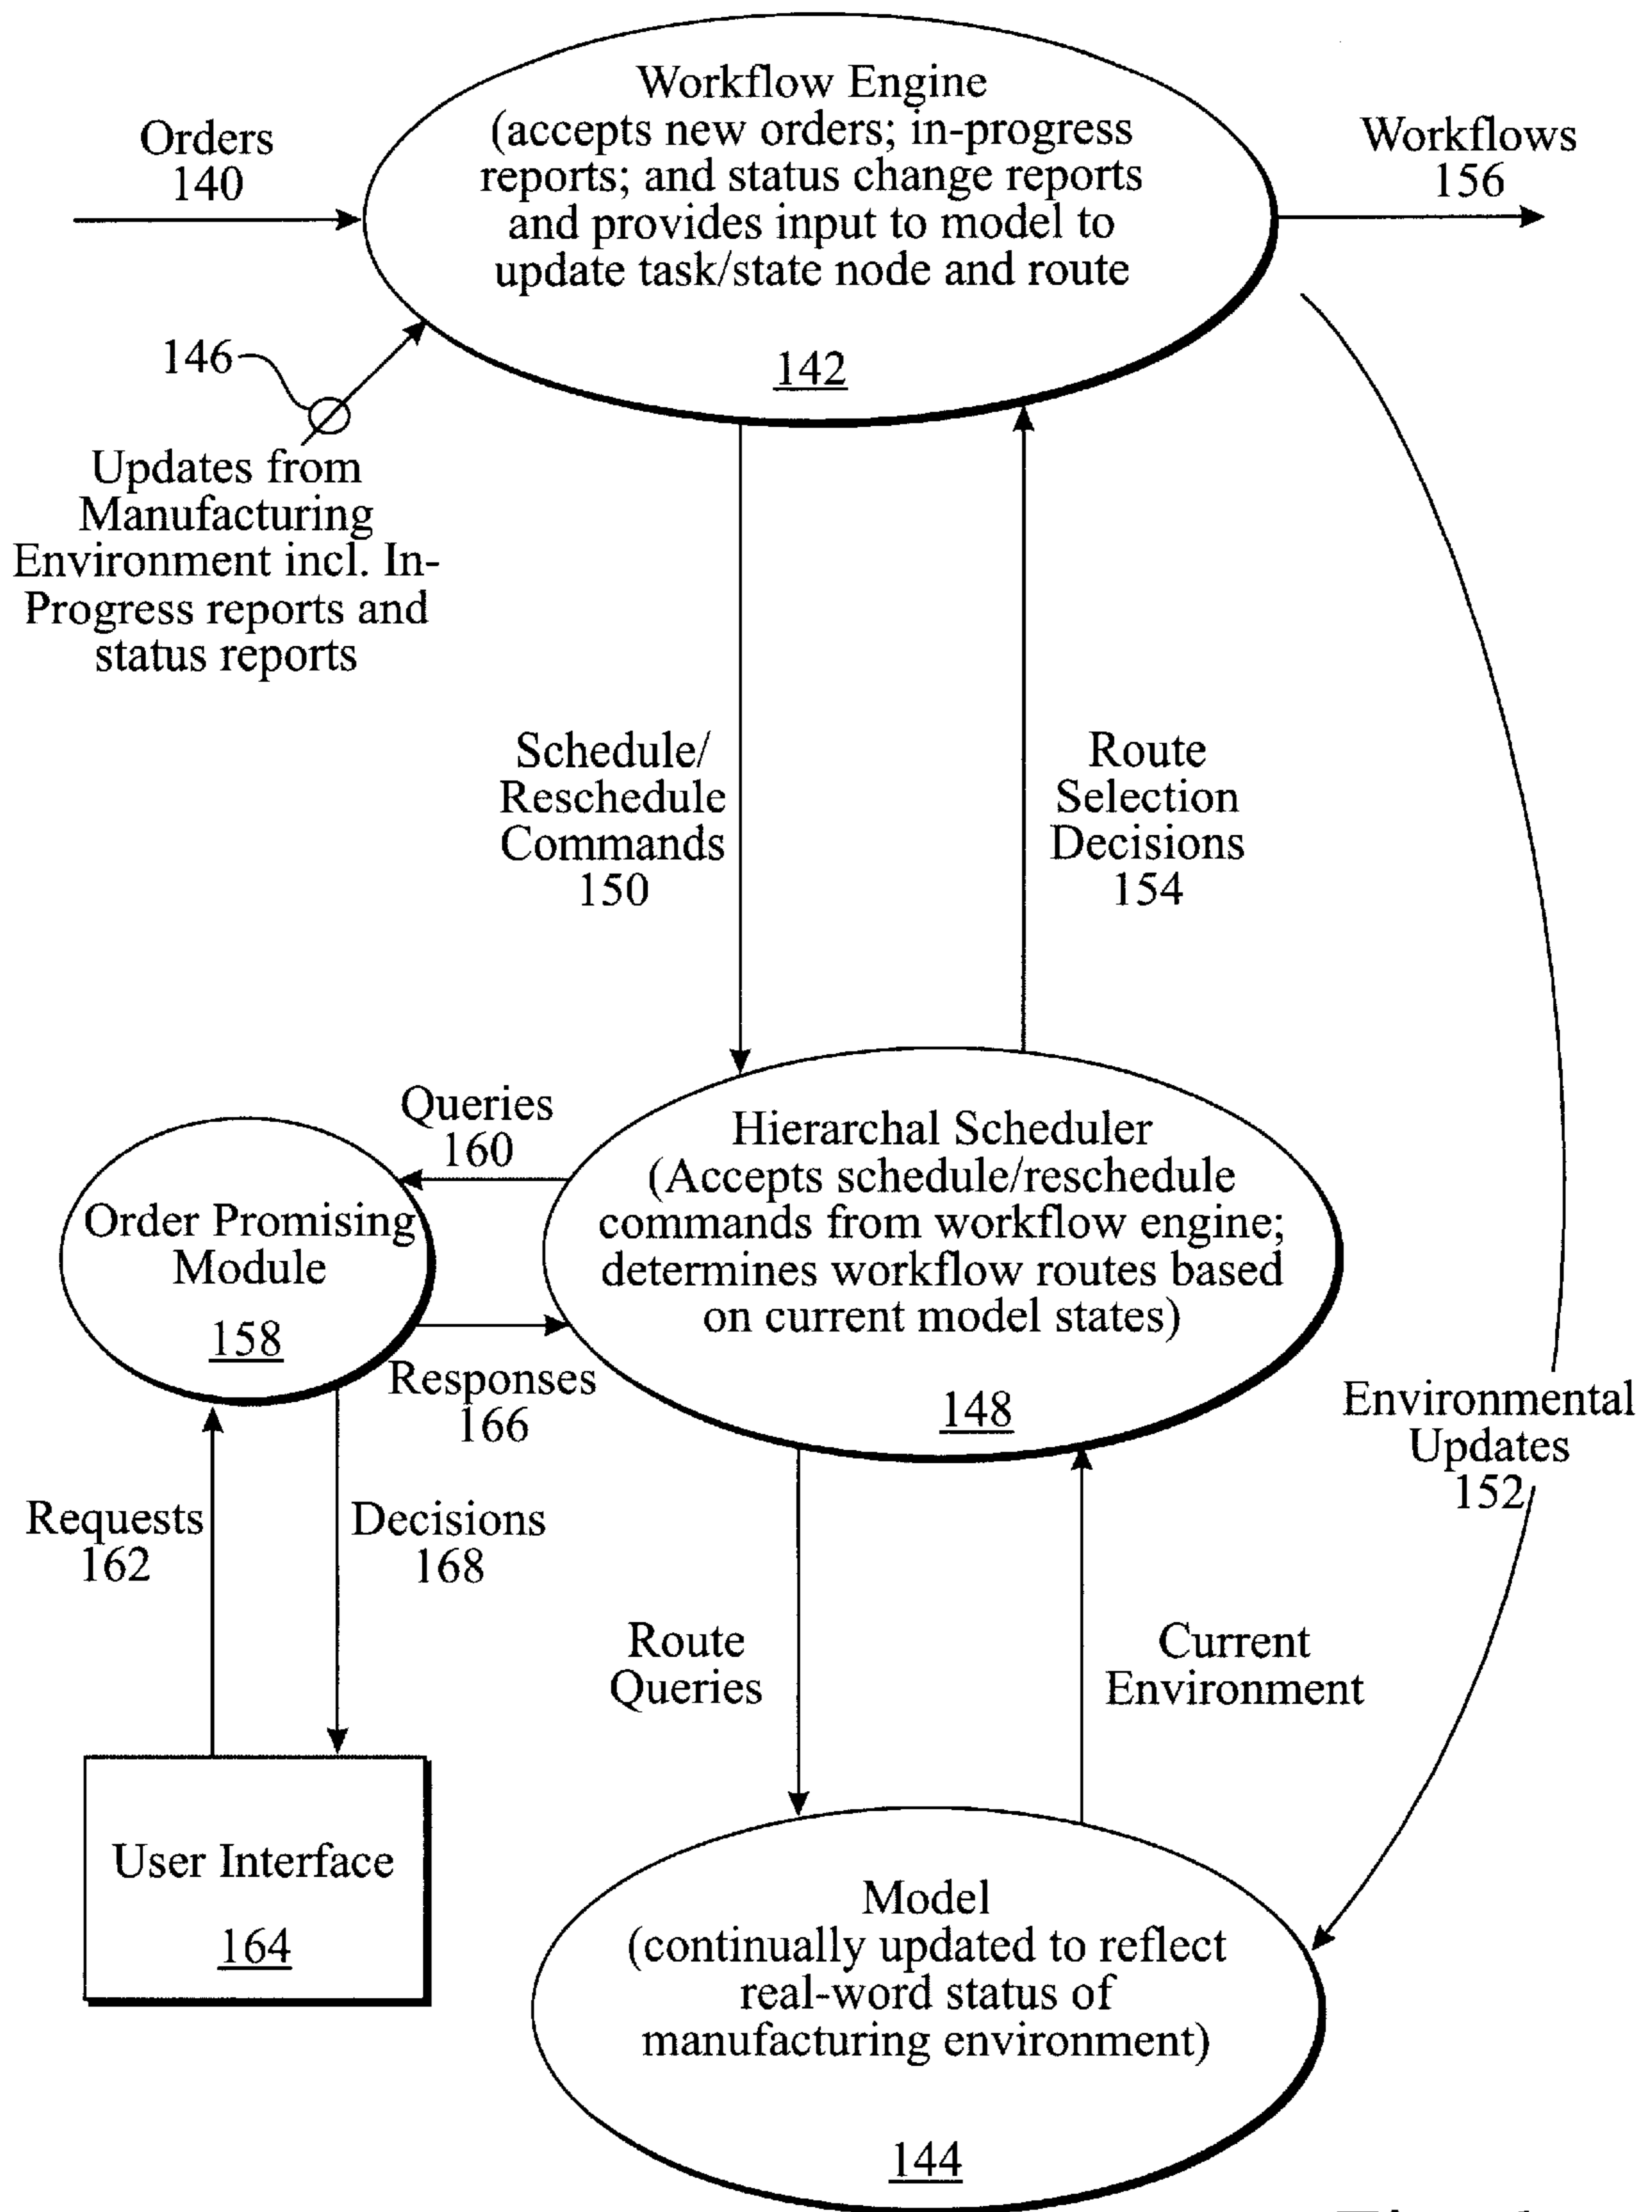 Workflow Engine
(accepts new orders; in-progress
reports; and status change reports
and provides input to model to
update task/state node and route
142
Orders
140
Workflows
156
146
Updates from
Manufacturing
Environment incl. In-
Progress reports and
status reports
Schedule/
Reschedule
Commands
150
Route
Selection
Decisions
154
Queries
160
Hierarchal Scheduler
(Accepts schedule/reschedule
commands from workflow engine;
determines workflow routes based
on current model states)
148
Order Promising
Module
158
Responses
166
Environmental
Updates
152
Requests
162
Decisions
168
Route
Queries
Current
Environment
User Interface
164
Model
(continually updated to reflect
real-word status of
manufacturing environment)
144